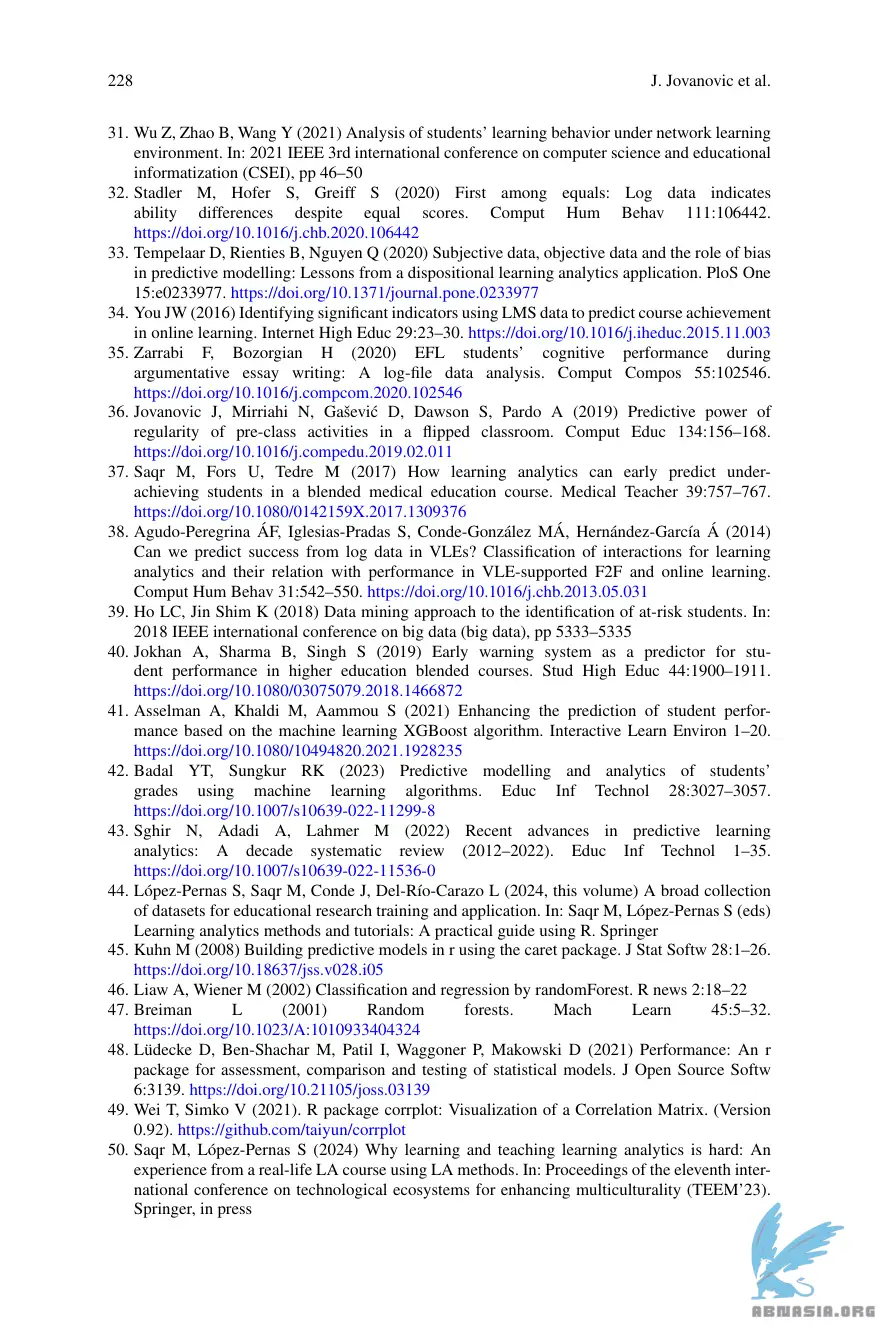 228
J. Jovanovic et al.
31. Wu Z, Zhao B, Wang Y (2021) Analysis of students’ learning behavior under network learning
environment. In: 2021 IEEE 3rd international conference on computer science and educational
informatization (CSEI), pp 46–50
32. Stadler M, Hofer S, Greiff S (2020) First among equals: Log data indicates
ability differences despite equal scores. Comput Hum Behav 111:106442.
https://doi.org/10.1016/j.chb.2020.106442
33. Tempelaar D, Rienties B, Nguyen Q (2020) Subjective data, objective data and the role of bias
in predictive modelling: Lessons from a dispositional learning analytics application. PloS One
15:e0233977. https://doi.org/10.1371/journal.pone.0233977
34. You JW (2016) Identifying significant indicators using LMS data to predict course achievement
in online learning. Internet High Educ 29:23–30. https://doi.org/10.1016/j.iheduc.2015.11.003
35. Zarrabi F, Bozorgian H (2020) EFL students’ cognitive performance during
argumentative essay writing: A log-file data analysis. Comput Compos 55:102546.
https://doi.org/10.1016/j.compcom.2020.102546
36. Jovanovic J, Mirriahi N, Gašević D, Dawson S, Pardo A (2019) Predictive power of
regularity of pre-class activities in a flipped classroom. Comput Educ 134:156–168.
https://doi.org/10.1016/j.compedu.2019.02.011
37. Saqr M, Fors U, Tedre M (2017) How learning analytics can early predict under-
achieving students in a blended medical education course. Medical Teacher 39:757–767.
https://doi.org/10.1080/0142159X.2017.1309376
38. Agudo-Peregrina ÁF, Iglesias-Pradas S, Conde-González MÁ, Hernández-García Á (2014)
Can we predict success from log data in VLEs? Classification of interactions for learning
analytics and their relation with performance in VLE-supported F2F and online learning.
Comput Hum Behav 31:542–550. https://doi.org/10.1016/j.chb.2013.05.031
39. Ho LC, Jin Shim K (2018) Data mining approach to the identification of at-risk students. In:
2018 IEEE international conference on big data (big data), pp 5333–5335
40. Jokhan A, Sharma B, Singh S (2019) Early warning system as a predictor for stu-
dent performance in higher education blended courses. Stud High Educ 44:1900–1911.
https://doi.org/10.1080/03075079.2018.1466872
41. Asselman A, Khaldi M, Aammou S (2021) Enhancing the prediction of student perfor-
mance based on the machine learning XGBoost algorithm. Interactive Learn Environ 1–20.
https://doi.org/10.1080/10494820.2021.1928235
42. Badal YT, Sungkur RK (2023) Predictive modelling and analytics of students’
grades using machine learning algorithms. Educ Inf Technol 28:3027–3057.
https://doi.org/10.1007/s10639-022-11299-8
43. Sghir N, Adadi A, Lahmer M (2022) Recent advances in predictive learning
analytics: A decade systematic review (2012–2022). Educ Inf Technol 1–35.
https://doi.org/10.1007/s10639-022-11536-0
44. López-Pernas S, Saqr M, Conde J, Del-Río-Carazo L (2024, this volume) A broad collection
of datasets for educational research training and application. In: Saqr M, López-Pernas S (eds)
Learning analytics methods and tutorials: A practical guide using R. Springer
45. Kuhn M (2008) Building predictive models in r using the caret package. J Stat Softw 28:1–26.
https://doi.org/10.18637/jss.v028.i05
46. Liaw A, Wiener M (2002) Classification and regression by randomForest. R news 2:18–22
47. Breiman L (2001) Random forests. Mach Learn 45:5–32.
https://doi.org/10.1023/A:1010933404324
48. Lüdecke D, Ben-Shachar M, Patil I, Waggoner P, Makowski D (2021) Performance: An r
package for assessment, comparison and testing of statistical models. J Open Source Softw
6:3139. https://doi.org/10.21105/joss.03139
49. Wei T, Simko V (2021). R package corrplot: Visualization of a Correlation Matrix. (Version
0.92). https://github.com/taiyun/corrplot
50. Saqr M, López-Pernas S (2024) Why learning and teaching learning analytics is hard: An
experience from a real-life LA course using LA methods. In: Proceedings of the eleventh inter-
national conference on technological ecosystems for enhancing multiculturality (TEEM’23).
Springer, in press
ABNASIA.ORG